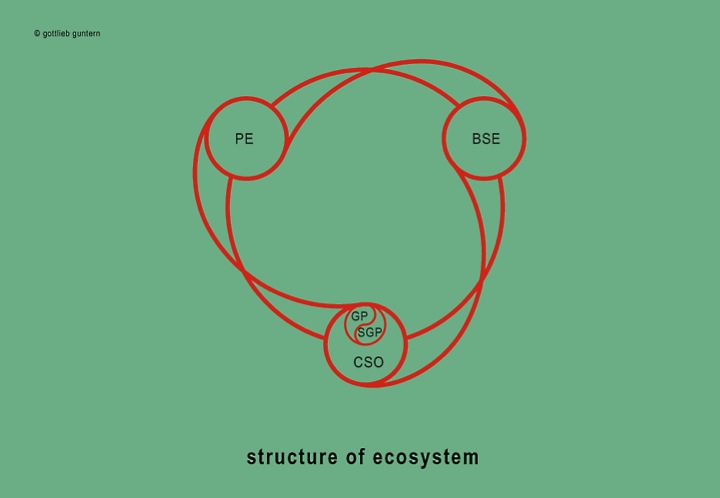 © gottlieb guntern
PE
BSE
GP
SGP
CSO
structure of ecosystem